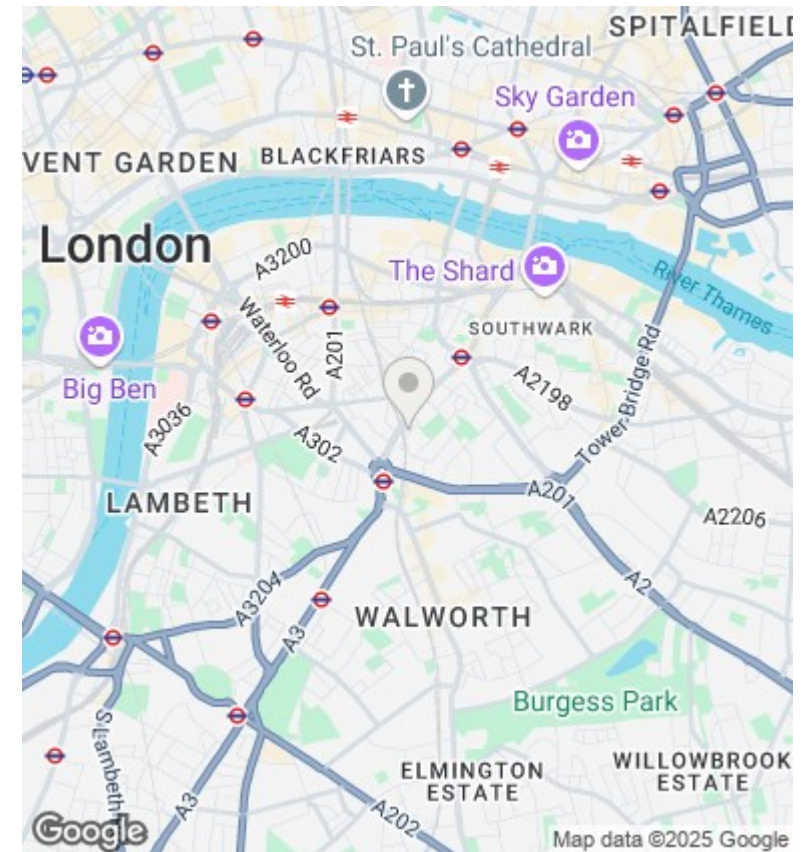 SPITALFIELD
St. Paul's Cathedral
Sky Garden
VENT GARDEN
BLACKFRIARS
London
A3200
The Shard
River Thames
Waterloo Rd
A201
SOUTHWARK
Big Ben
A3036
A2198
Tower Bridge Rd
A302
LAMBETH
A201
A2206
A3204
A2
A3
WALWORTH
Burgess Park
S Lambeth
ELMINGTON
ESTATE
WILLOWBROOK
ESTATE
A3
A202
Google
Map data ©2025 Google